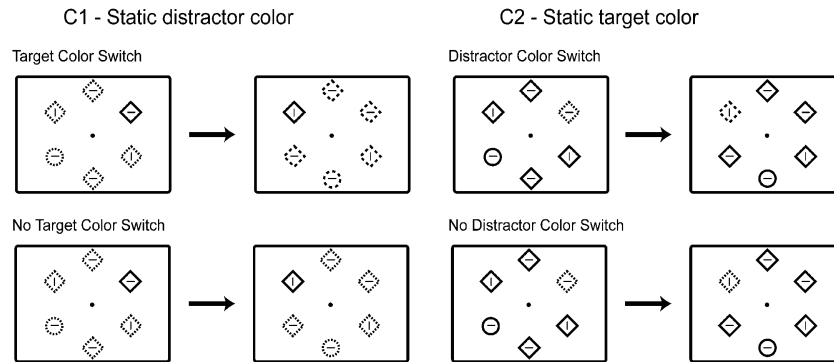 C1 - Static distractor color
C2 - Static target color
Target Color Switch
Distractor Color Switch
No Target Color Switch
No Distractor Color Switch